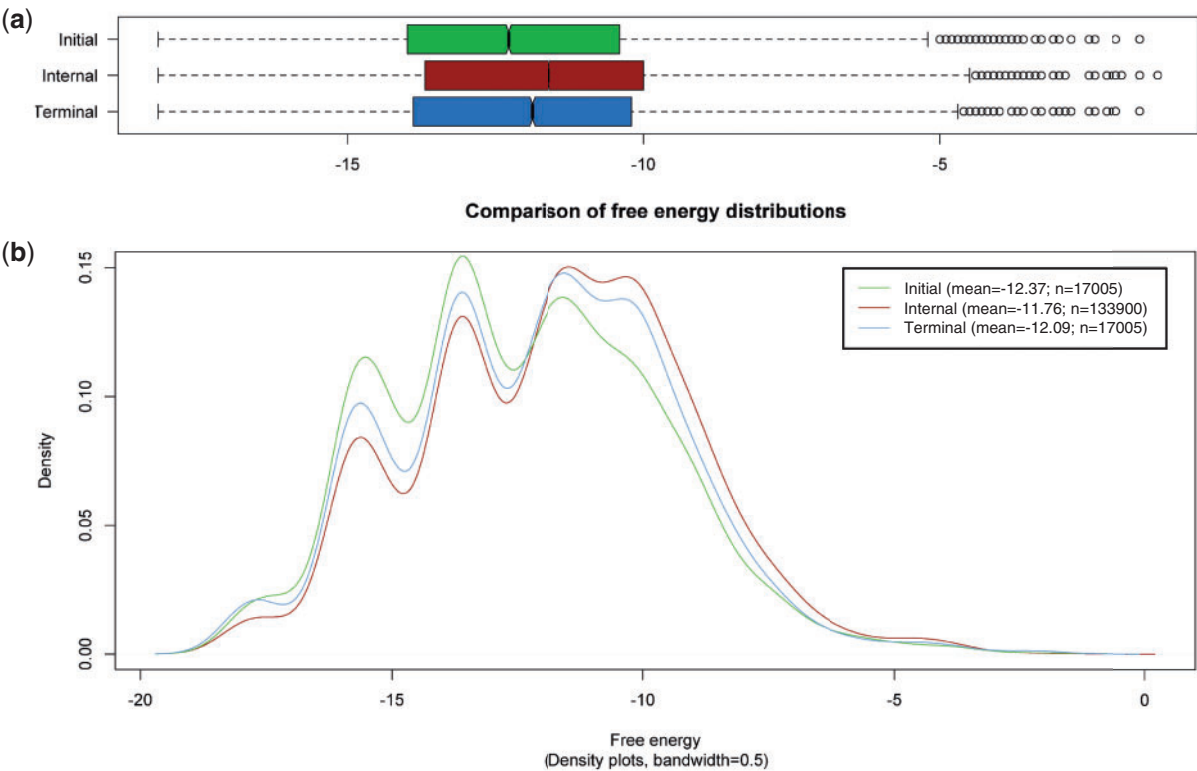 (a)
Initial
Internal
Terminal
-15 -10 -5
Comparison of free energy distributions
(b)
0.15
0.10
0.05
0.00
Density
Initial (mean=-12.37; n=17005)
Internal (mean=-11.76; n=133900)
Terminal (mean=-12.09; n=17005)
-20 -15 -10 -5 0
Free energy
(Density plots, bandwidth=0.5)